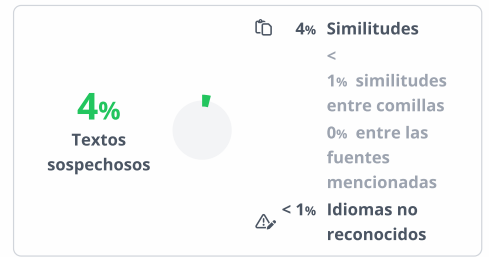 4%
Textos
sospechosos
4% Similitudes
<
1% similitudes
entre comillas
0% entre las
fuentes
mencionadas
< 1% Idiomas no
reconocidos